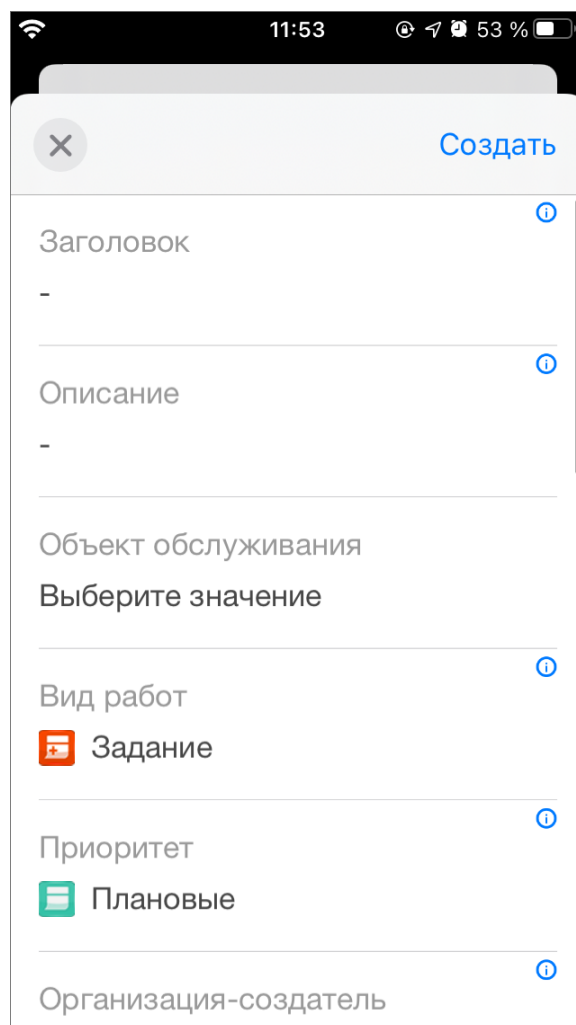 11:53
53 %
Создать
Заголовок
-
Описание
-
Объект обслуживания
Выберите значение
Вид работ
Задание
Приоритет
Плановые
Организация-создатель